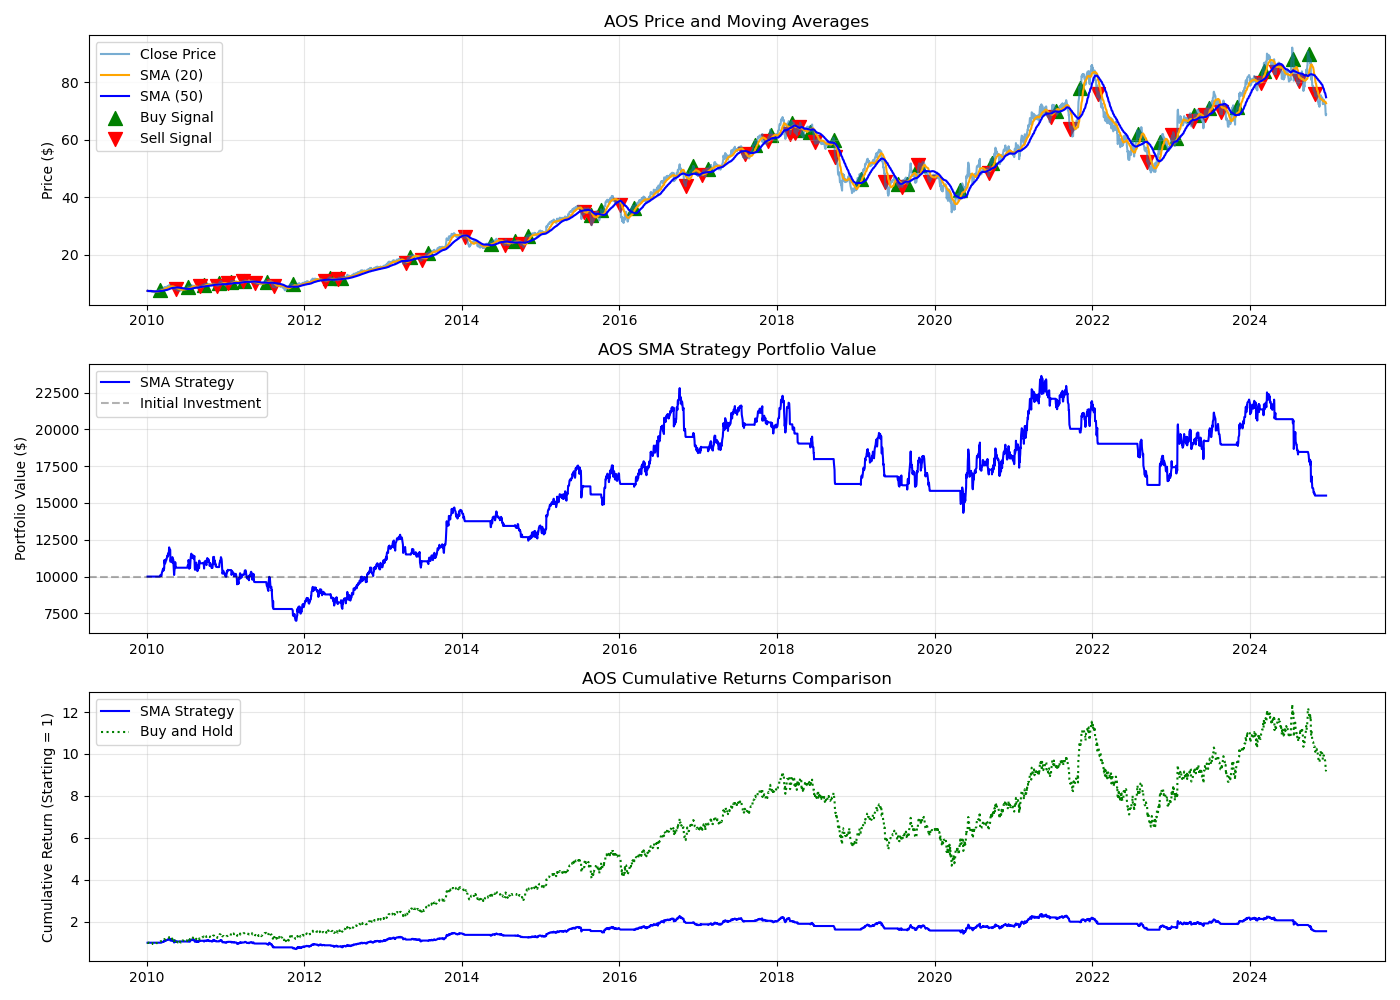 AOS Price and Moving Averages
Close Price
SMA (20)
SMA (50)
Buy Signal
Sell Signal
Price ($)
80
60
40
20
2010 2012 2014 2016 2018 2020 2022 2024
AOS SMA Strategy Portfolio Value
SMA Strategy
Initial Investment
Portfolio Value ($)
22500
20000
17500
15000
12500
10000
7500
2010 2012 2014 2016 2018 2020 2022 2024
AOS Cumulative Returns Comparison
SMA Strategy
Buy and Hold
Cumulative Return (Starting = 1)
12
10
8
6
4
2
2010 2012 2014 2016 2018 2020 2022 2024